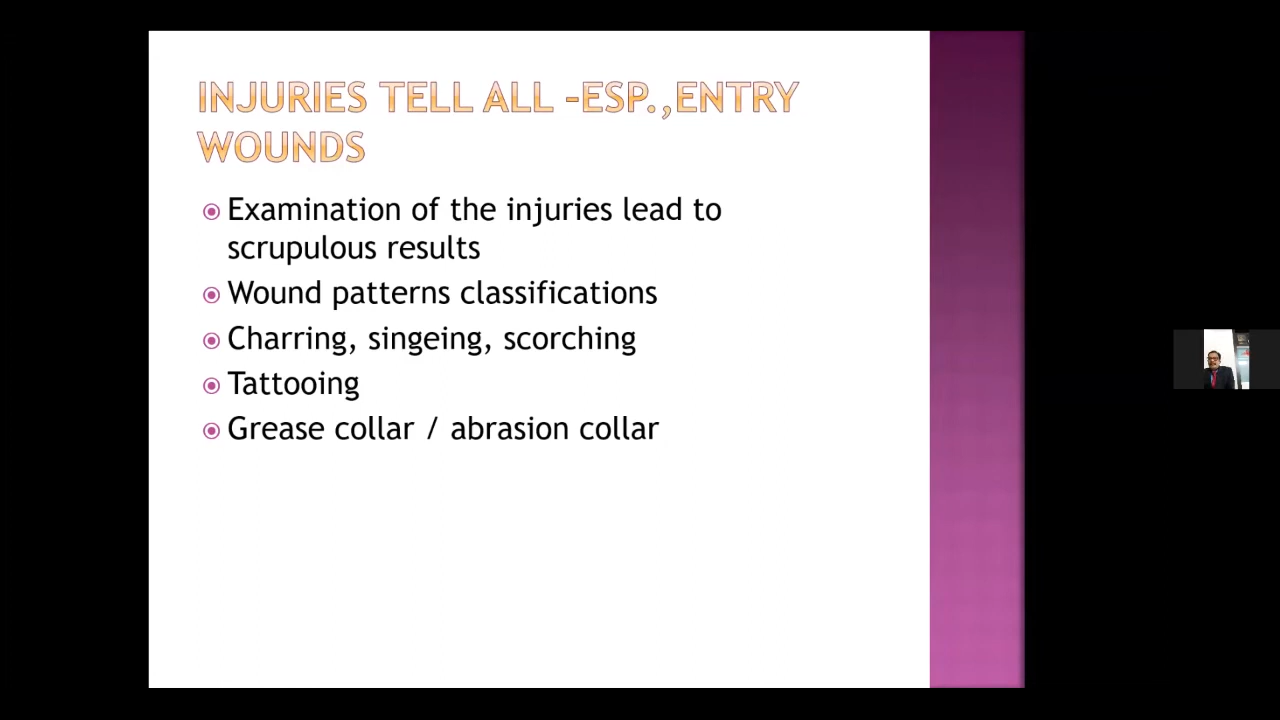 INJURIES TELL ALL -ESP.,ENTRY
WOUNDS
Examination of the injuries lead to
scrupulous results
Wound patterns classifications
Charring, singeing, scorching
Tattooing
Grease collar / abrasion collar